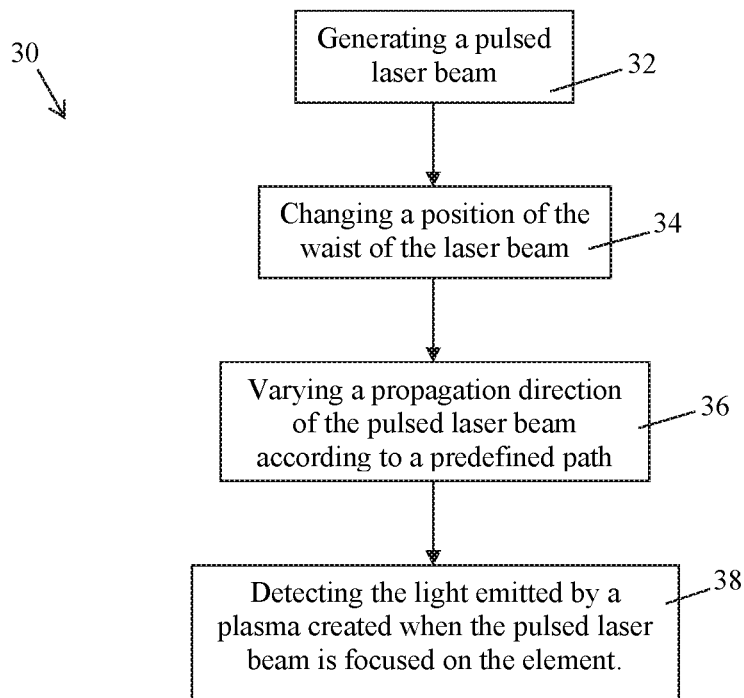 30
Generating a pulsed
laser beam
32
Changing a position of the
waist of the laser beam
34
Varying a propagation direction
of the pulsed laser beam
according to a predefined path
36
Detecting the light emitted by a
plasma created when the pulsed laser
beam is focused on the element.
38